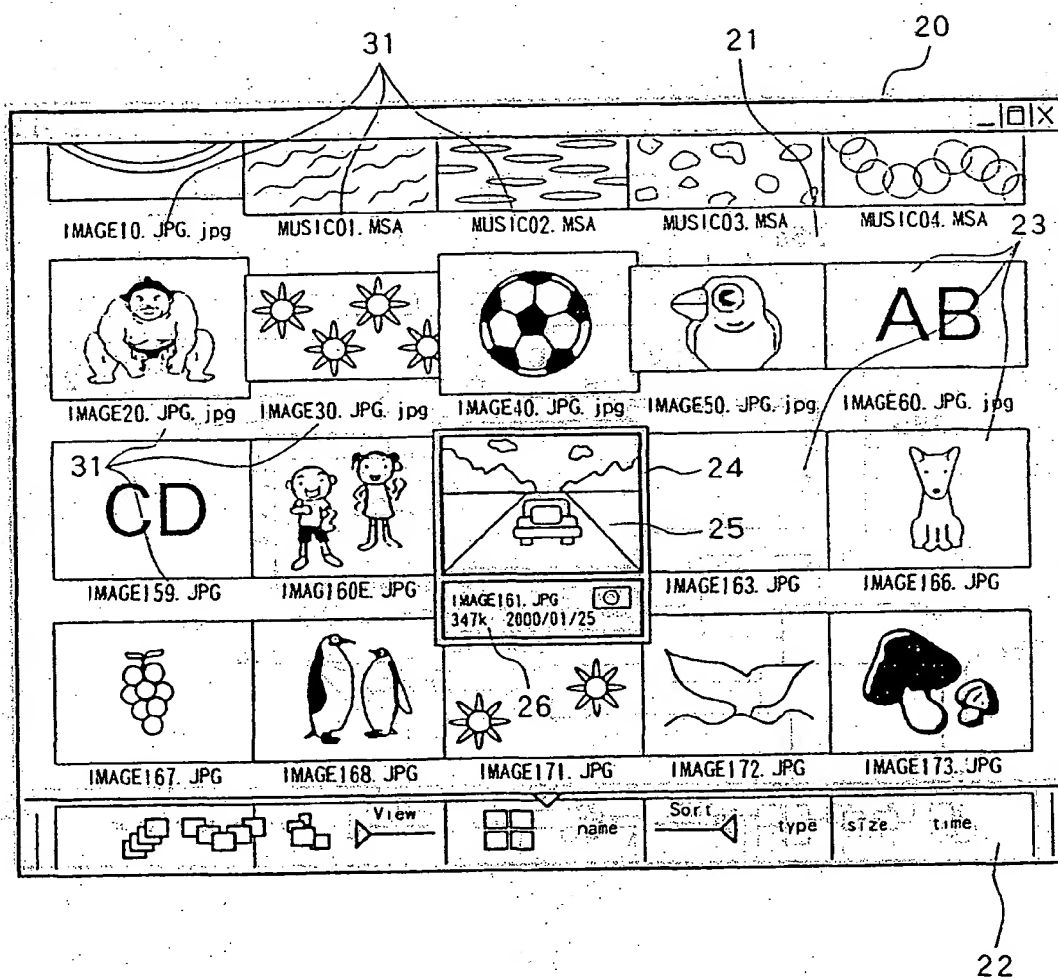 20
31
21
IMAGE10. JPG. jpg MUSIC01. MSA MUSIC02. MSA MUSIC03. MSA MUSIC04. MSA
23
AB
IMAGE20. JPG. jpg IMAGE30. JPG. jpg IMAGE40. JPG. jpg IMAGE50. JPG. jpg IMAGE60. JPG. jpg
31
CD
24
25
IMAGE159. JPG IMAG160E. JPG IMAGE163. JPG IMAGE166. JPG
IMAGE161. JPG
347k 2000/01/25
26
IMAGE167. JPG IMAGE168. JPG IMAGE171. JPG IMAGE172. JPG IMAGE173. JPG
View name Sort type size time
22